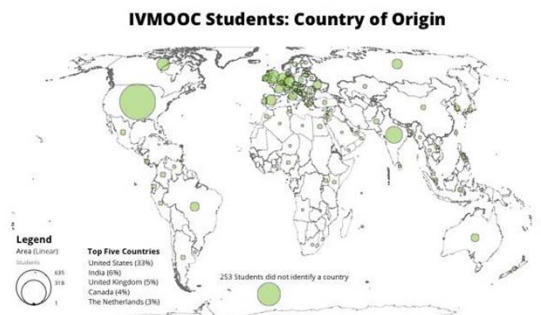 IVMOOC Students: Country of Origin
Legend
Area (Linear)
Students
635
318
1
Top Five Countries
United States (33%)
India (6%)
United Kingdom (5%)
Canada (4%)
The Netherlands (3%)
253 Students did not identify a country